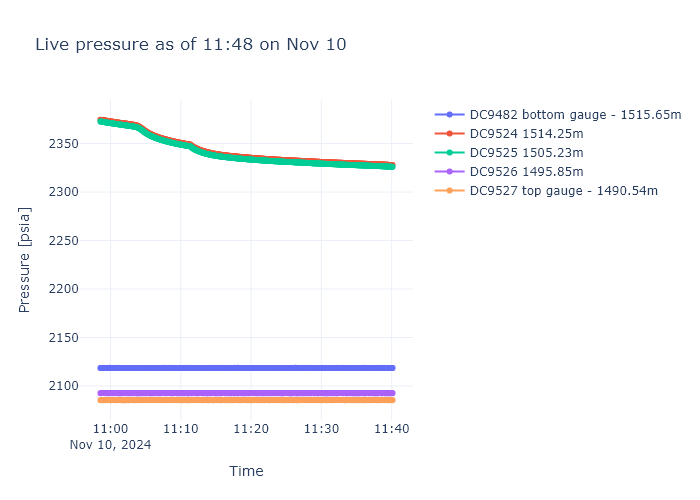 Live pressure as of 11:48 on Nov 10
DC9482 bottom gauge - 1515.65m
DC9524 1514.25m
DC9525 1505.23m
DC9526 1495.85m
DC9527 top gauge - 1490.54m
Pressure [psia]
2350
2300
2250
2200
2150
2100
11:00 11:10 11:20 11:30 11:40
Nov 10, 2024
Time